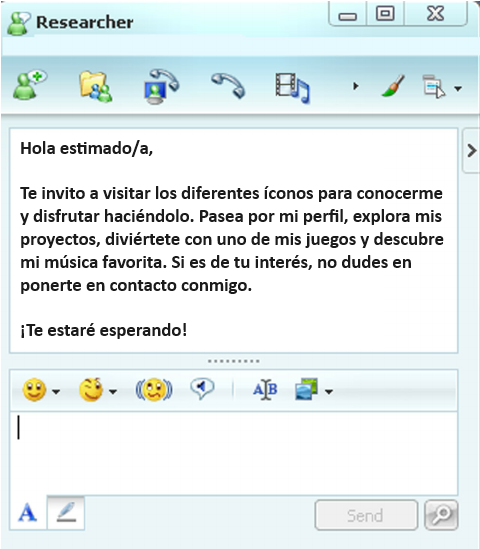 Researcher
Hola estimado/a,
Te invito a visitar los diferentes íconos para conocerme
y disfrutar haciéndolo. Pasea por mi perfil, explora mis
proyectos, diviértete con uno de mis juegos y descubre
mi música favorita. Si es de tu interés, no dudes en
ponerte en contacto conmigo.
¡Te estaré esperando!
AB
A
Send